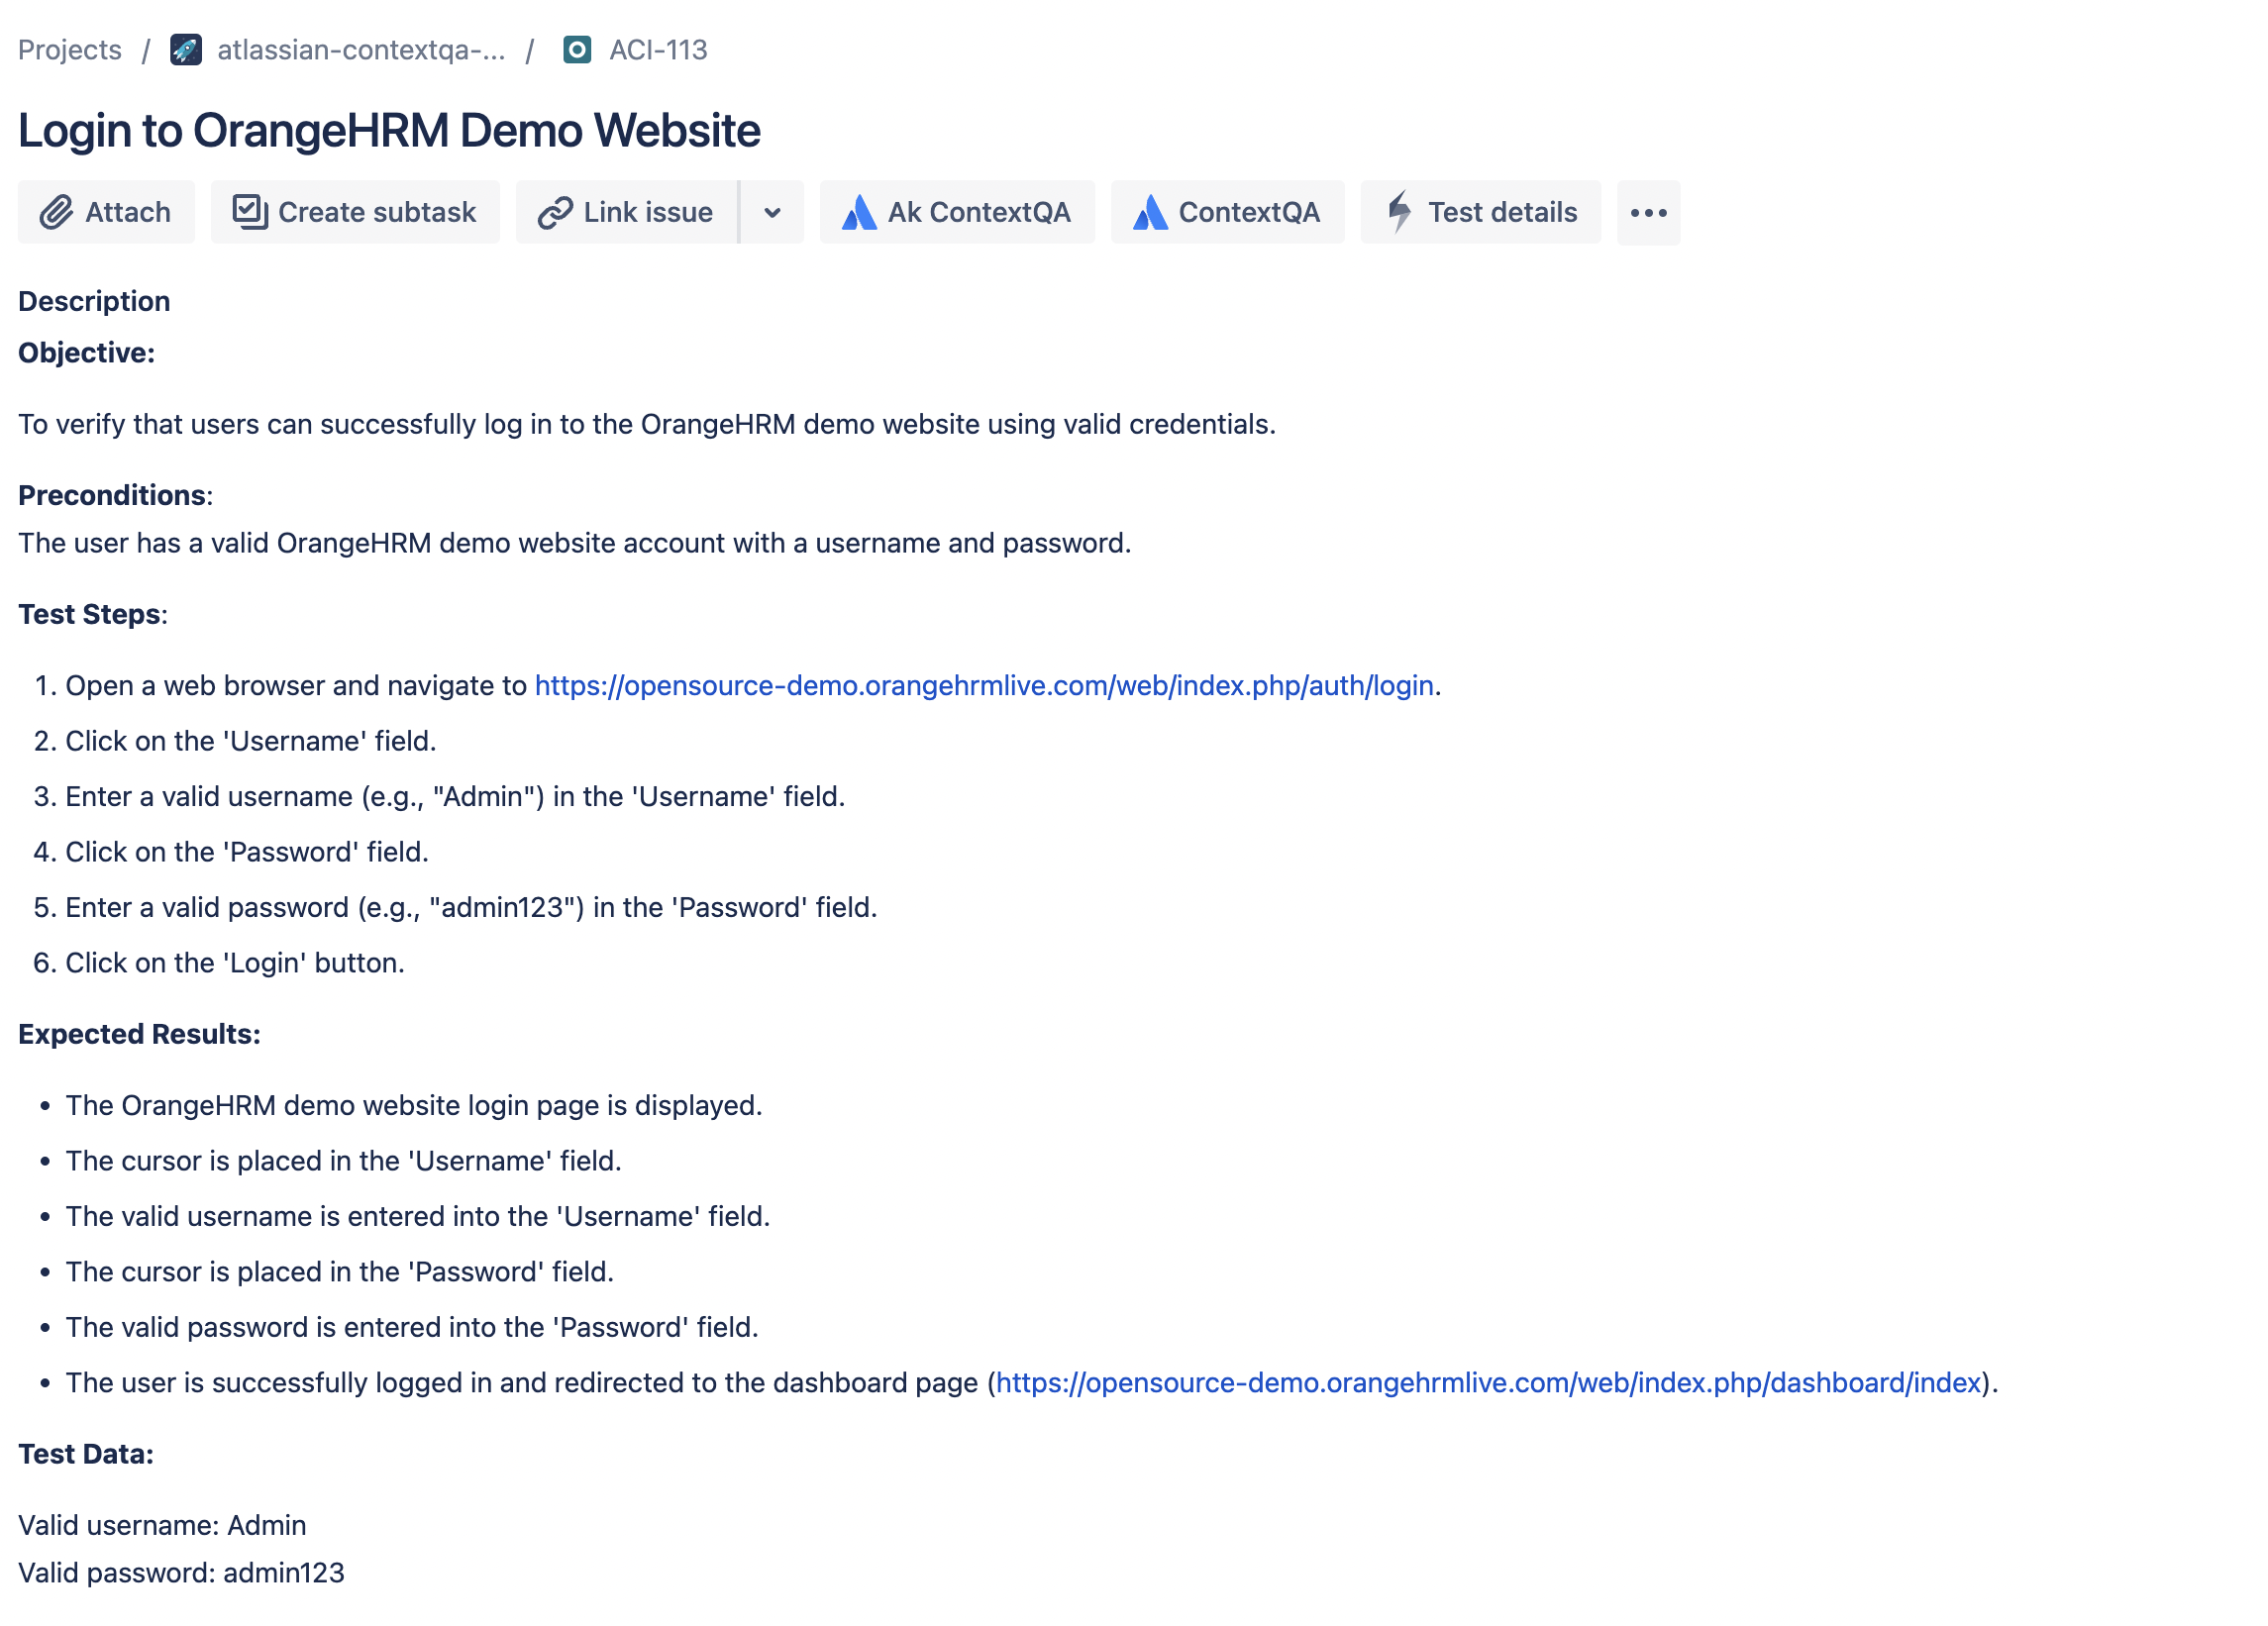 Projects / atlassian-contextqa-... / ACI-113
Login to OrangeHRM Demo Website
Attach Create subtask Link issue Ak ContextQA ContextQA Test details
Description
Objective:
To verify that users can successfully log in to the OrangeHRM demo website using valid credentials.
Preconditions:
The user has a valid OrangeHRM demo website account with a username and password.
Test Steps:
1. Open a web browser and navigate to https://opensource-demo.orangehrmlive.com/web/index.php/auth/login.
2. Click on the 'Username' field.
3. Enter a valid username (e.g., "Admin") in the 'Username' field.
4. Click on the 'Password' field.
5. Enter a valid password (e.g., "admin123") in the 'Password' field.
6. Click on the 'Login' button.
Expected Results:
• The OrangeHRM demo website login page is displayed.
• The cursor is placed in the 'Username' field.
• The valid username is entered into the 'Username' field.
• The cursor is placed in the 'Password' field.
• The valid password is entered into the 'Password' field.
• The user is successfully logged in and redirected to the dashboard page (https://opensource-demo.orangehrmlive.com/web/index.php/dashboard/index).
Test Data:
Valid username: Admin
Valid password: admin123